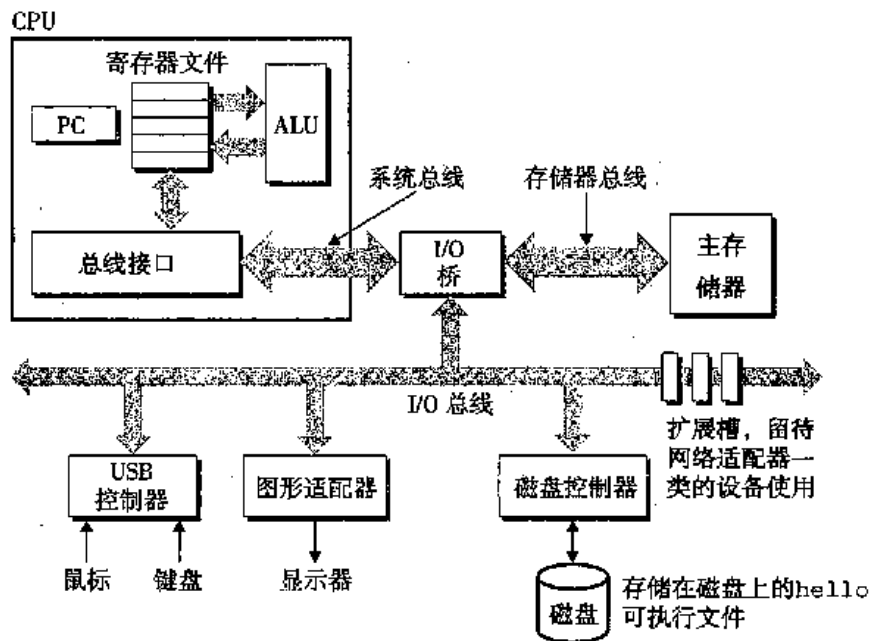 CPU
寄存器文件
PC
ALU
系统总线
存储器总线
总线接口
I/O
桥
主存
储器
I/O 总线
扩展槽，留待
网络适配器一
类的设备使用
USB
控制器
图形适配器
磁盘控制器
鼠标
键盘
显示器
磁盘
存储在磁盘上的hello
可执行文件